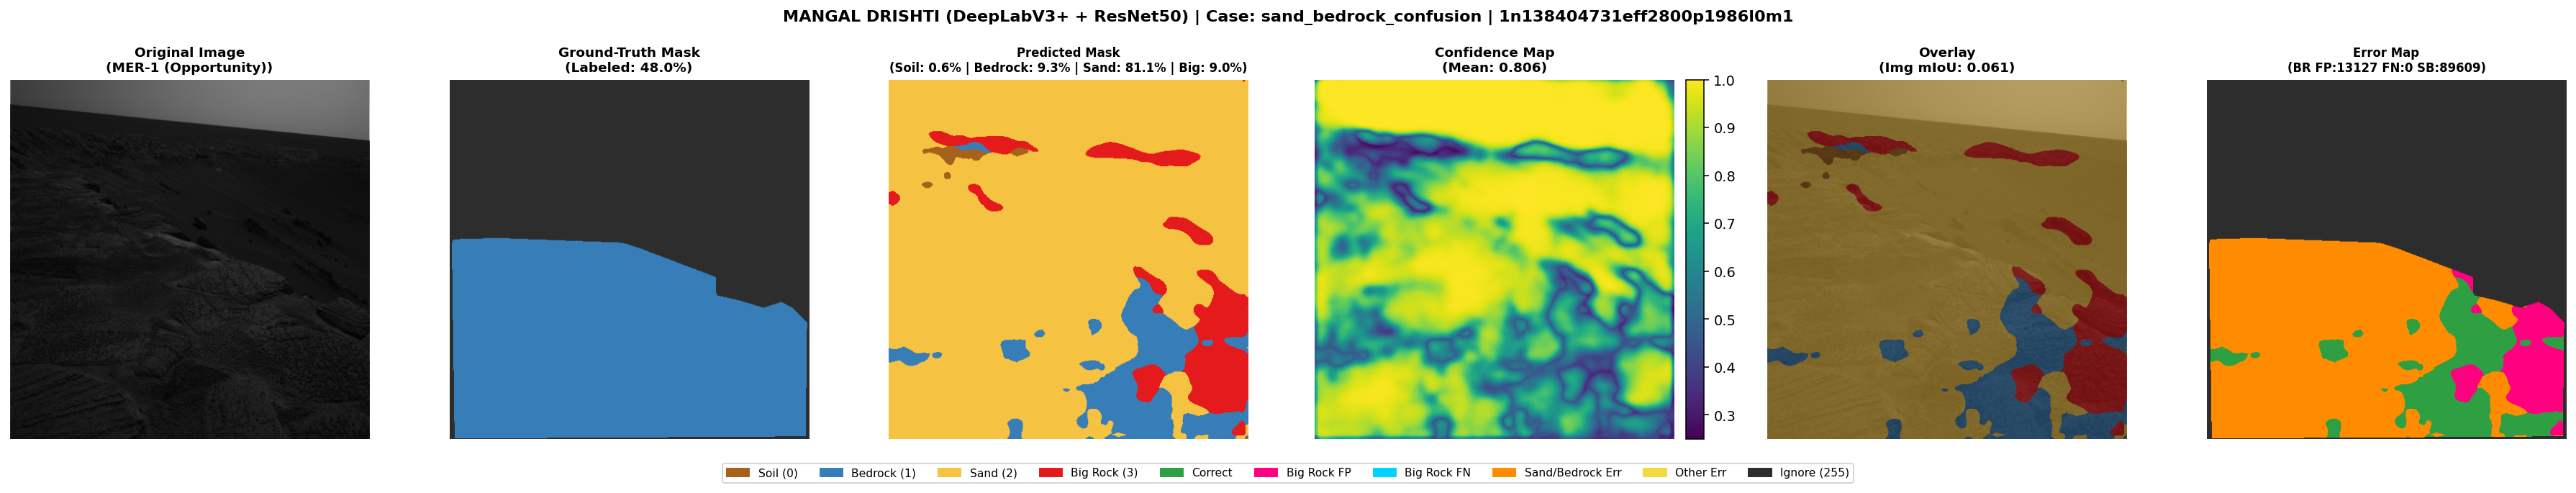 MANGAL DRISHTI (DeepLabV3+ + ResNet50) | Case: sand_bedrock_confusion | 1n138404731eff2800p1986l0m1
Original Image
(MER-1 (Opportunity))
Ground-Truth Mask
(Labeled: 48.0%)
Predicted Mask
(Soil: 0.6% | Bedrock: 9.3% | Sand: 81.1% | Big: 9.0%)
Confidence Map
(Mean: 0.806)
1.0
0.9
0.8
0.7
0.6
0.5
0.4
0.3
Overlay
(Img mIoU: 0.061)
Error Map
(BR FP:13127 FN:0 SB:89609)
Soil (0) Bedrock (1) Sand (2) Big Rock (3) Correct Big Rock FP Big Rock FN Sand/Bedrock Err Other Err Ignore (255)